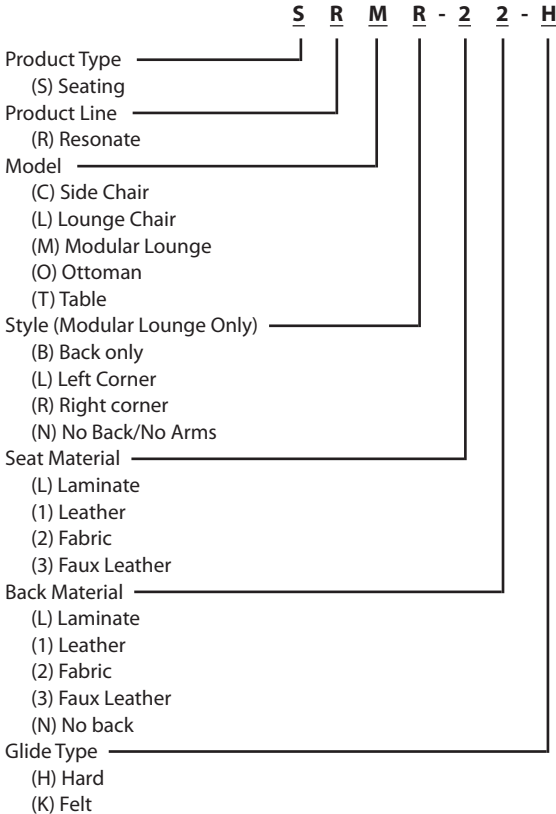 S R M R - 2 2 - H
Product Type
(S) Seating
Product Line
(R) Resonate
Model
(C) Side Chair
(L) Lounge Chair
(M) Modular Lounge
(O) Ottoman
(T) Table
Style (Modular Lounge Only)
(B) Back only
(L) Left Corner
(R) Right corner
(N) No Back/No Arms
Seat Material
(L) Laminate
(1) Leather
(2) Fabric
(3) Faux Leather
Back Material
(L) Laminate
(1) Leather
(2) Fabric
(3) Faux Leather
(N) No back
Glide Type
(H) Hard
(K) Felt